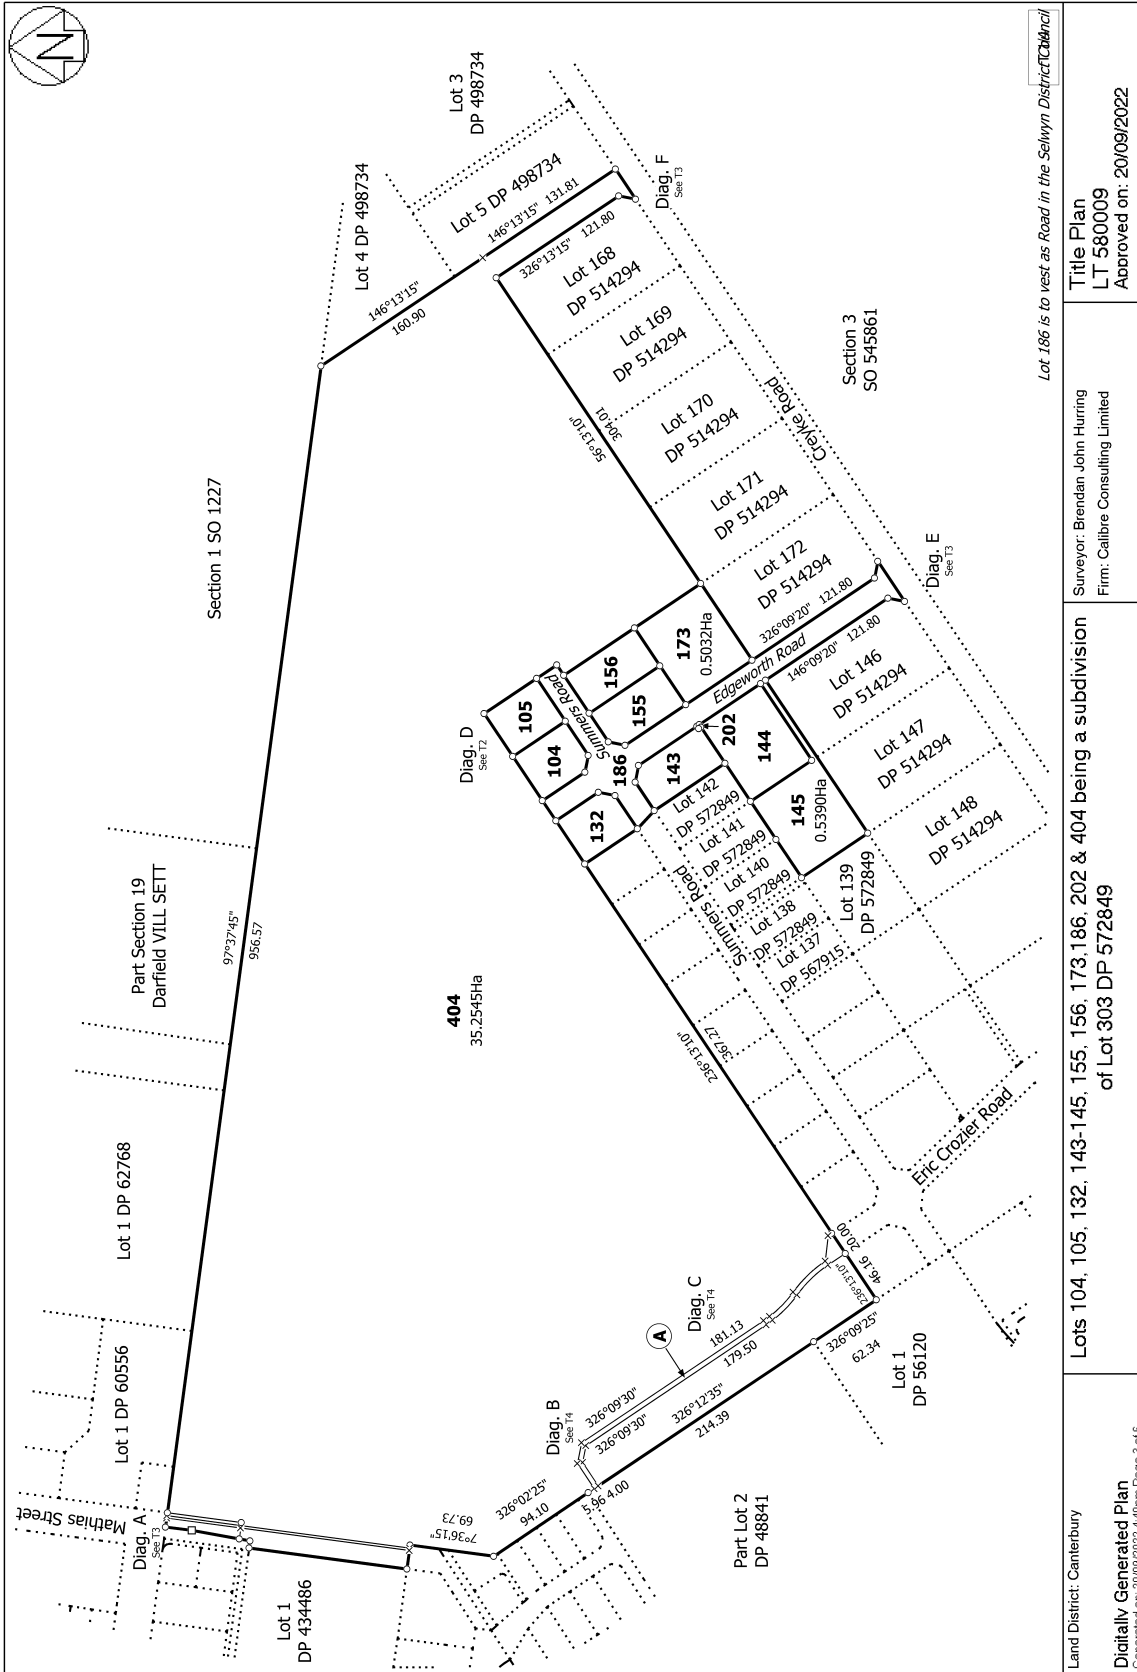 N
Lot 3
DP 498734
Lot 4 DP 498734
Lot 5 DP 498734
146°13'15" 131.81
146°13'15"
160.90
326°13'15" 121.80
Diag. F
See T3
Section 1 SO 1227
Lot 168
DP 514294
Lot 169
DP 514294
Lot 170
DP 514294
Lot 171
DP 514294
Lot 172
DP 514294
Creyke Road
Section 3
SO 545861
56°13'10"
304.01
Diag. E
See T3
326°09'20" 121.80
Edgeworth Road
146°09'20" 121.80
173
0.5032Ha
156
155
Summers Road
105
104
Diag. D
See T2
186
132
143
202
144
145
0.5390Ha
Lot 142
DP 572849
Lot 141
DP 572849
Lot 140
DP 572849
Lot 138
DP 572849
Lot 137
DP 567915
Lot 139
DP 572849
Summers Road
Lot 146
DP 514294
Lot 147
DP 514294
Lot 148
DP 514294
Part Section 19
Darfield VILL SETT
97°37'45"
956.57
404
35.2545Ha
236°13'10"
367.27
Eric Crozier Road
Lot 1 DP 62768
Lot 1 DP 60556
Mathias Street
Diag. A
See T3
Lot 1
DP 434486
7°36'15"
69.73
326°02'25"
94.10
5.96 4.00
Diag. B
See T4
326°09'30"
181.13
326°09'30"
179.50
A
Diag. C
See T4
326°12'35"
214.39
20.00
236°13'10"
46.16
326°09'25"
62.34
Lot 1
DP 56120
Part Lot 2
DP 48841
Lot 186 is to vest as Road in the Selwyn District Council
Land District: Canterbury
Digitally Generated Plan
Generated on: 20/09/2022 4:49pm Page 3 of 6
Lots 104, 105, 132, 143-145, 155, 156, 173,186, 202 & 404 being a subdivision
of Lot 303 DP 572849
Surveyor: Brendan John Hurring
Firm: Calibre Consulting Limited
Title Plan
LT 580009
Approved on: 20/09/2022